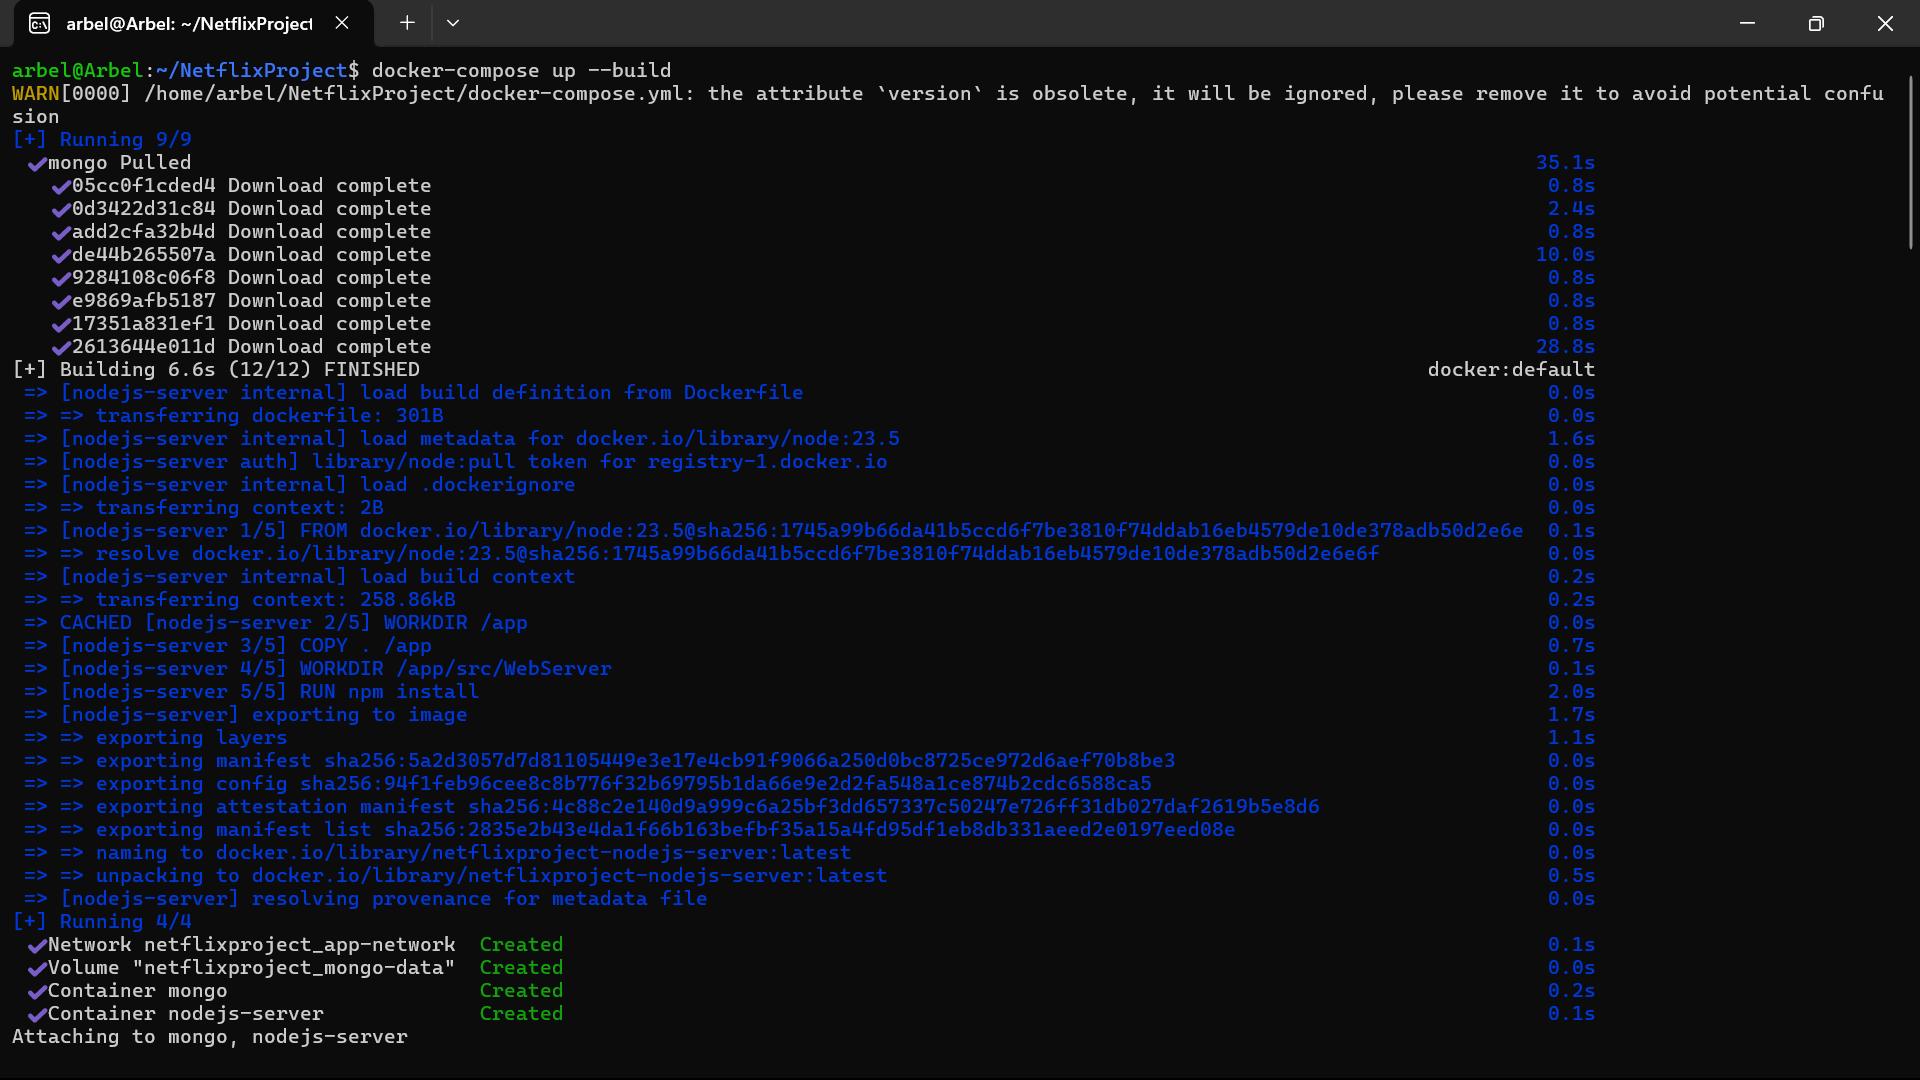 arbel@Arbel: ~/NetflixProject
arbel@Arbel:~/NetflixProject$ docker-compose up --build
WARN[0000] /home/arbel/NetflixProject/docker-compose.yml: the attribute `version` is obsolete, it will be ignored, please remove it to avoid potential confu
sion
[+] Running 9/9
✔mongo Pulled 35.1s
✔05cc0f1cded4 Download complete 0.8s
✔0d3422d31c84 Download complete 2.4s
✔add2cfa32b4d Download complete 0.8s
✔de44b265507a Download complete 10.0s
✔9284108c06f8 Download complete 0.8s
✔e9869afb5187 Download complete 0.8s
✔17351a831ef1 Download complete 0.8s
✔2613644e011d Download complete 28.8s
[+] Building 6.6s (12/12) FINISHED docker:default
=> [nodejs-server internal] load build definition from Dockerfile 0.0s
=> => transferring dockerfile: 301B 0.0s
=> [nodejs-server internal] load metadata for docker.io/library/node:23.5 1.6s
=> [nodejs-server auth] library/node:pull token for registry-1.docker.io 0.0s
=> [nodejs-server internal] load .dockerignore 0.0s
=> => transferring context: 2B 0.0s
=> [nodejs-server 1/5] FROM docker.io/library/node:23.5@sha256:1745a99b66da41b5ccd6f7be3810f74ddab16eb4579de10de378adb50d2e6e 0.1s
=> => resolve docker.io/library/node:23.5@sha256:1745a99b66da41b5ccd6f7be3810f74ddab16eb4579de10de378adb50d2e6e6f 0.0s
=> [nodejs-server internal] load build context 0.2s
=> => transferring context: 258.86kB 0.2s
=> CACHED [nodejs-server 2/5] WORKDIR /app 0.0s
=> [nodejs-server 3/5] COPY . /app 0.7s
=> [nodejs-server 4/5] WORKDIR /app/src/WebServer 0.1s
=> [nodejs-server 5/5] RUN npm install 2.0s
=> [nodejs-server] exporting to image 1.7s
=> => exporting layers 1.1s
=> => exporting manifest sha256:5a2d3057d7d81105449e3e17e4cb91f9066a250d0bc8725ce972d6aef70b8be3 0.0s
=> => exporting config sha256:94f1feb96cee8c8b776f32b69795b1da66e9e2d2fa548a1ce874b2cdc6588ca5 0.0s
=> => exporting attestation manifest sha256:4c88c2e140d9a999c6a25bf3dd657337c50247e726ff31db027daf2619b5e8d6 0.0s
=> => exporting manifest list sha256:2835e2b43e4da1f66b163befbf35a15a4fd95df1eb8db331aeed2e0197eed08e 0.0s
=> => naming to docker.io/library/netflixproject-nodejs-server:latest 0.0s
=> => unpacking to docker.io/library/netflixproject-nodejs-server:latest 0.5s
=> [nodejs-server] resolving provenance for metadata file 0.0s
[+] Running 4/4
✔Network netflixproject_app-network Created 0.1s
✔Volume "netflixproject_mongo-data" Created 0.0s
✔Container mongo Created 0.2s
✔Container nodejs-server Created 0.1s
Attaching to mongo, nodejs-server